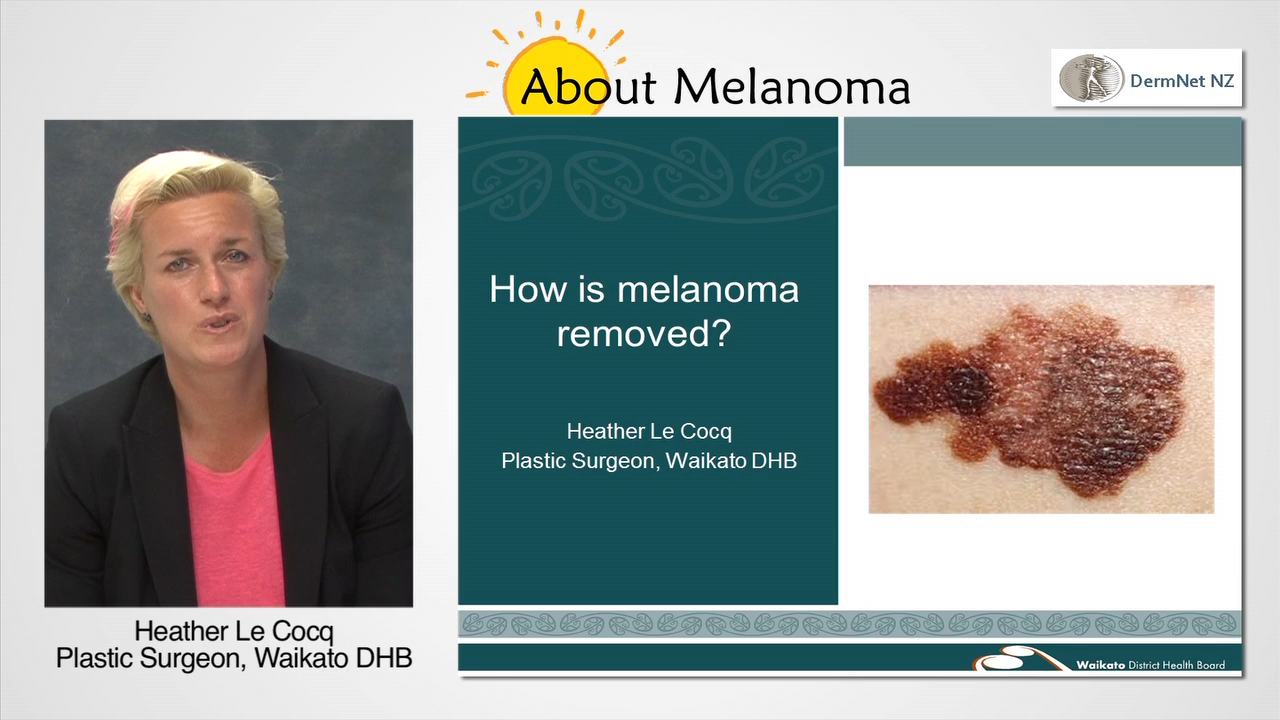 About Melanoma
DermNet NZ
How is melanoma
removed?
Heather Le Cocq
Plastic Surgeon, Waikato DHB
Heather Le Cocq
Plastic Surgeon, Waikato DHB
Waikato District Health Board